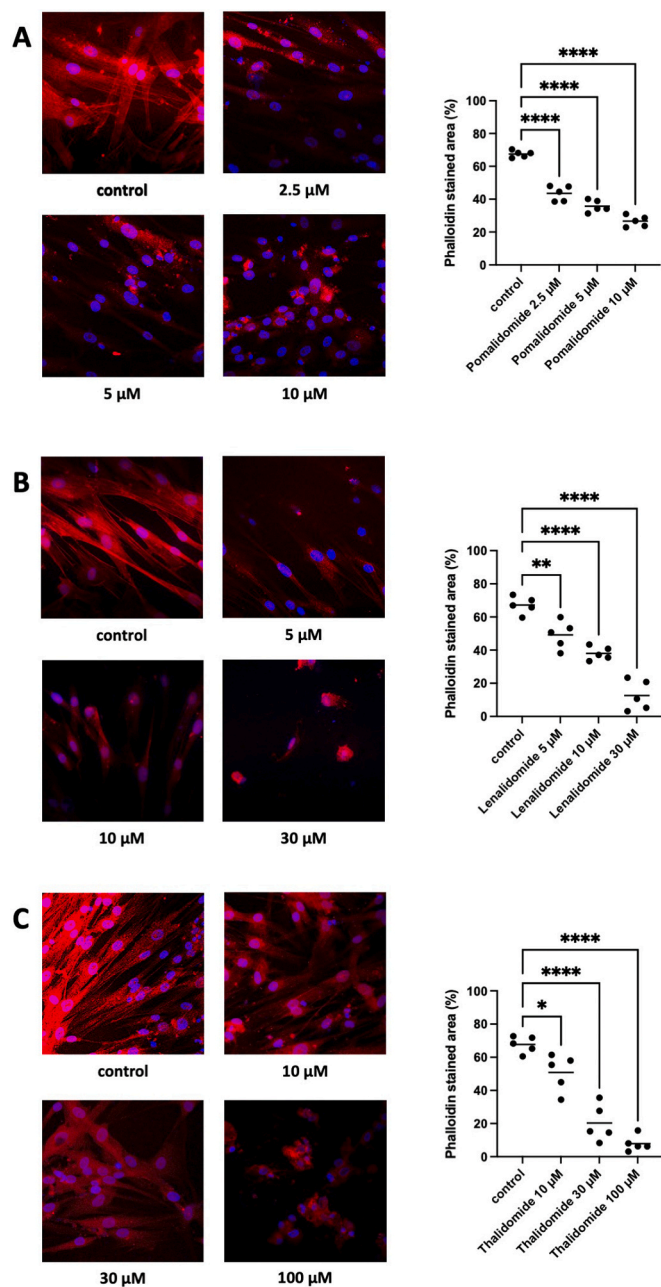 A
control
2.5 µM
5 µM
10 µM
****
****
****
Phalloidin stained area (%)
100
80
60
40
20
0
control
Pomalidomide 2.5 µM
Pomalidomide 5 µM
Pomalidomide 10 µM
B
control
5 µM
10 µM
30 µM
****
****
**
Phalloidin stained area (%)
100
80
60
40
20
0
control
Lenalidomide 5 µM
Lenalidomide 10 µM
Lenalidomide 30 µM
C
control
10 µM
30 µM
100 µM
****
****
*
Phalloidin stained area (%)
100
80
60
40
20
0
control
Thalidomide 10 µM
Thalidomide 30 µM
Thalidomide 100 µM